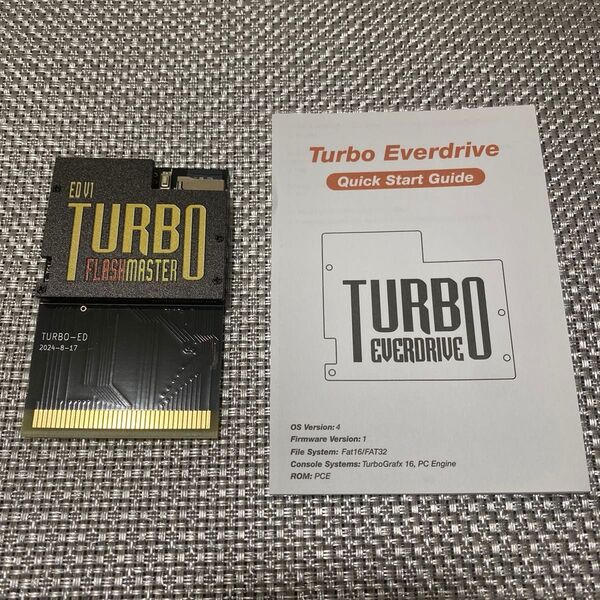 ED V1
TURBO
FLASHMASTER
TURBO-ED
2024-8-17
Turbo Everdrive
Quick Start Guide
TURBO
EVERDRIVE
OS Version: 4
Firmware Version: 1
File System: Fat16/FAT32
Console Systems: TurboGrafx 16, PC Engine
ROM: PCE